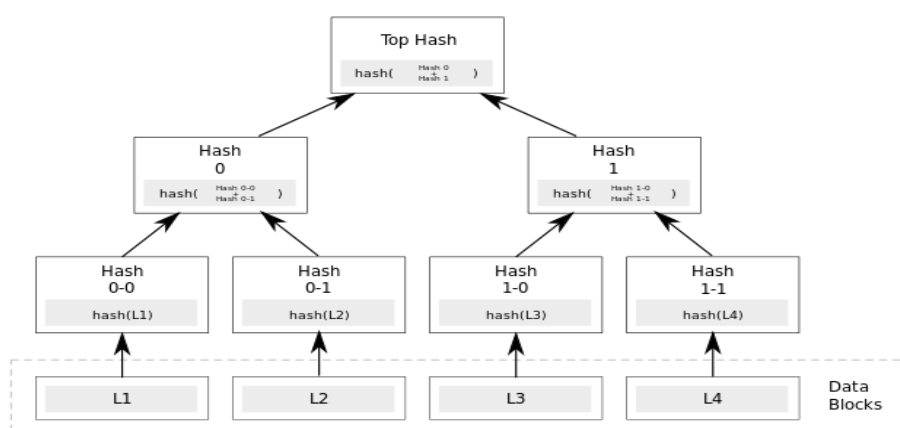 Top Hash
hash( Hash 0 + Hash 1 )
Hash
0
hash( Hash 0-0 + Hash 0-1 )
Hash
1
hash( Hash 1-0 + Hash 1-1 )
Hash
0-0
hash(L1)
Hash
0-1
hash(L2)
Hash
1-0
hash(L3)
Hash
1-1
hash(L4)
L1
L2
L3
L4
Data
Blocks